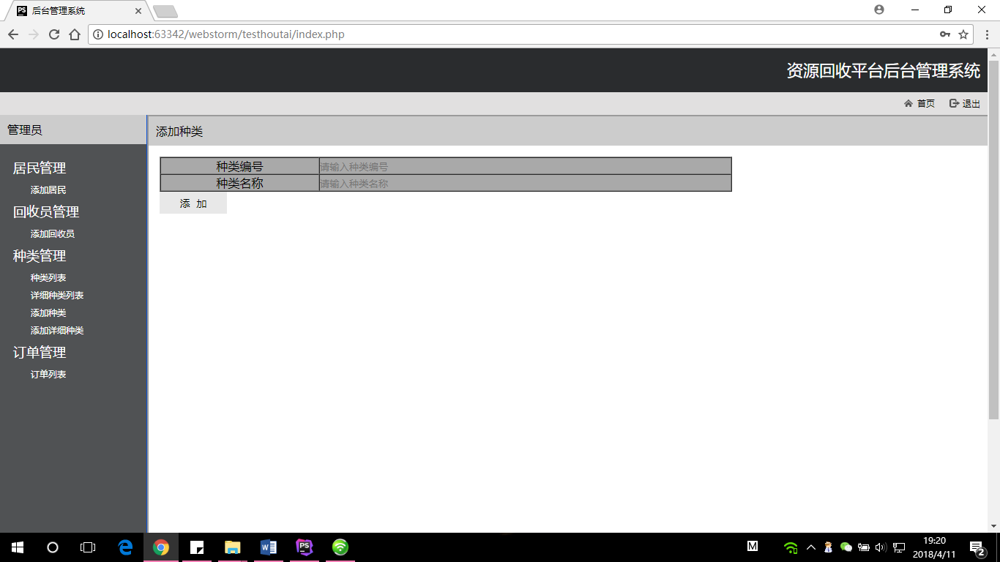 后台管理系统
localhost:63342/webstorm/testhoutai/index.php
资源回收平台后台管理系统
首页 退出
管理员
添加种类
居民管理
添加居民
回收员管理
添加回收员
种类管理
种类列表
详细种类列表
添加种类
添加详细种类
订单管理
订单列表
种类编号 请输入种类编号
种类名称 请输入种类名称
添 加
M
19:20
2018/4/11
2